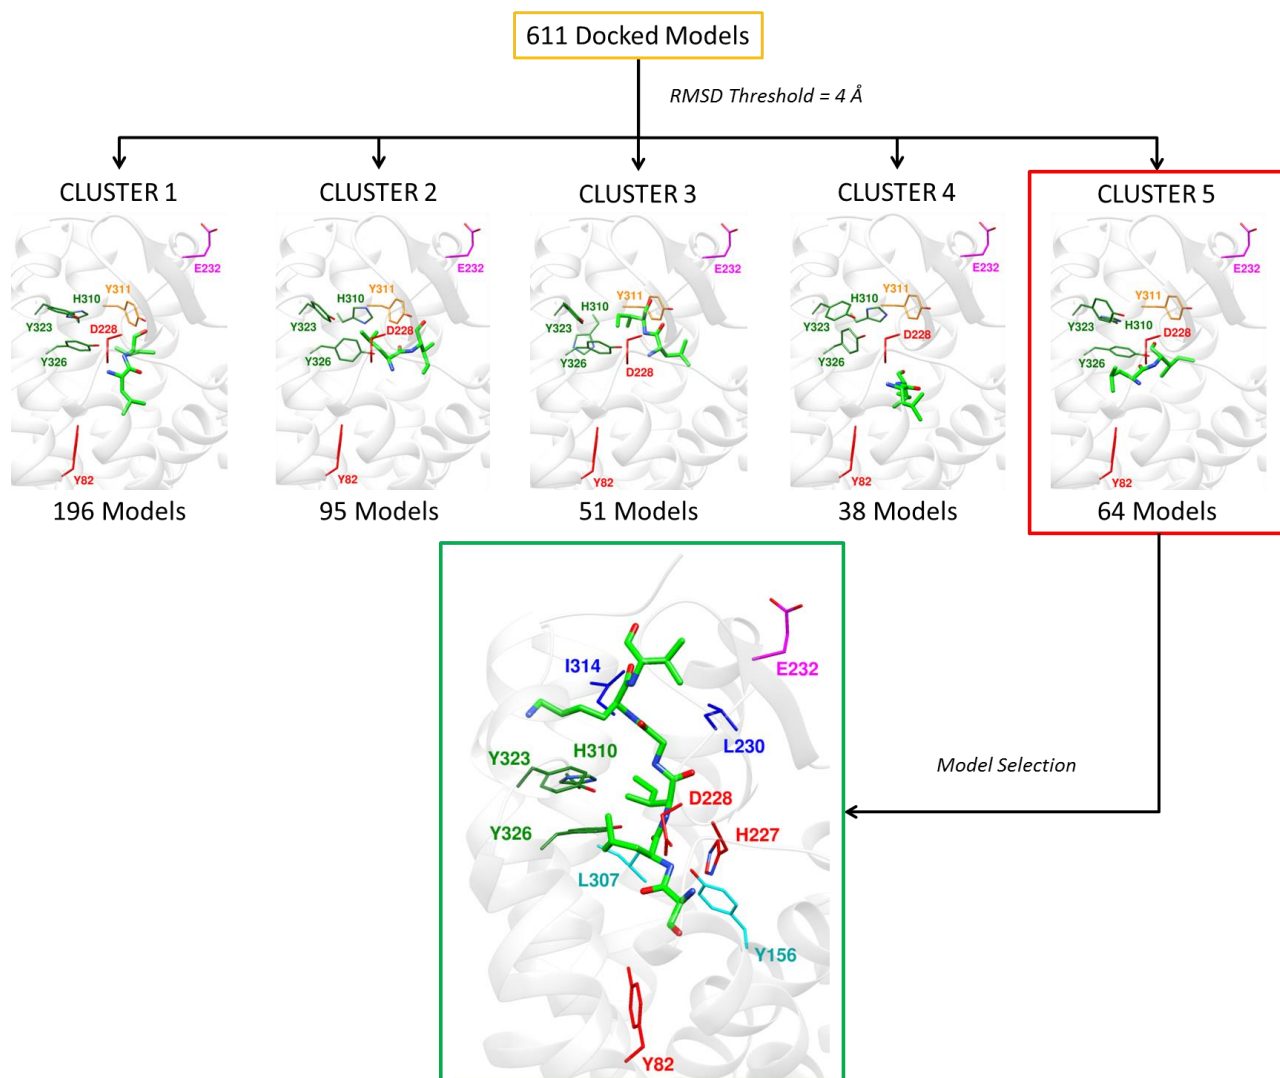 611 Docked Models
RMSD Threshold = 4 Å
CLUSTER 1
CLUSTER 2
CLUSTER 3
CLUSTER 4
CLUSTER 5
E232
H310
Y311
Y323
D228
Y326
Y82
E232
Y311
H310
Y323
D228
Y326
Y82
E232
Y311
H310
Y323
Y326
D228
Y82
E232
H310
Y311
Y323
D228
Y326
Y82
E232
Y311
Y323
H310
D228
Y326
Y82
196 Models
95 Models
51 Models
38 Models
64 Models
I314
E232
L230
H310
Y323
D228
Y326
H227
L307
Y156
Y82
Model Selection